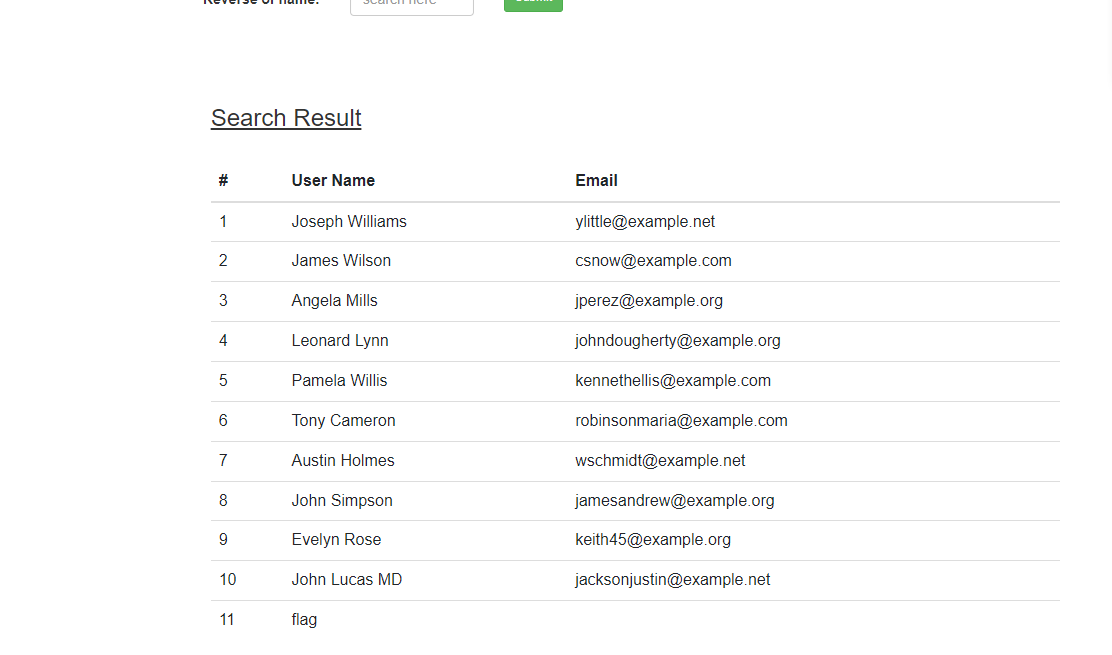 Reverse of name: search here Submit
Search Result
# User Name Email
1 Joseph Williams ylittle@example.net
2 James Wilson csnow@example.com
3 Angela Mills jperez@example.org
4 Leonard Lynn johndougherty@example.org
5 Pamela Willis kennethellis@example.com
6 Tony Cameron robinsonmaria@example.com
7 Austin Holmes wschmidt@example.net
8 John Simpson jamesandrew@example.org
9 Evelyn Rose keith45@example.org
10 John Lucas MD jacksonjustin@example.net
11 flag